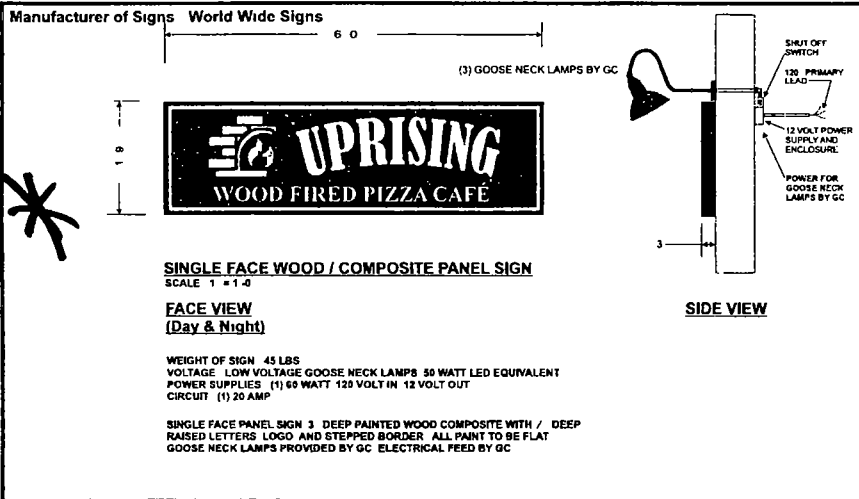 Manufacturer of Signs World Wide Signs
6 0
(3) GOOSE NECK LAMPS BY GC
SHUT OFF
SWITCH
120 PRIMARY
LEAD
12 VOLT POWER
SUPPLY AND
ENCLOSURE
POWER FOR
GOOSE NECK
LAMPS BY GC
19
UPRISING
WOOD FIRED PIZZA CAFÉ
3
SINGLE FACE WOOD / COMPOSITE PANEL SIGN
SCALE 1 = 1-0
FACE VIEW
(Day & Night)
SIDE VIEW
WEIGHT OF SIGN 45 LBS
VOLTAGE LOW VOLTAGE GOOSE NECK LAMPS 50 WATT LED EQUIVALENT
POWER SUPPLIES (1) 60 WATT 120 VOLT IN 12 VOLT OUT
CIRCUIT (1) 20 AMP
SINGLE FACE PANEL SIGN 3 DEEP PAINTED WOOD COMPOSITE WITH / DEEP
RAISED LETTERS LOGO AND STEPPED BORDER ALL PAINT TO BE FLAT
GOOSE NECK LAMPS PROVIDED BY GC ELECTRICAL FEED BY GC